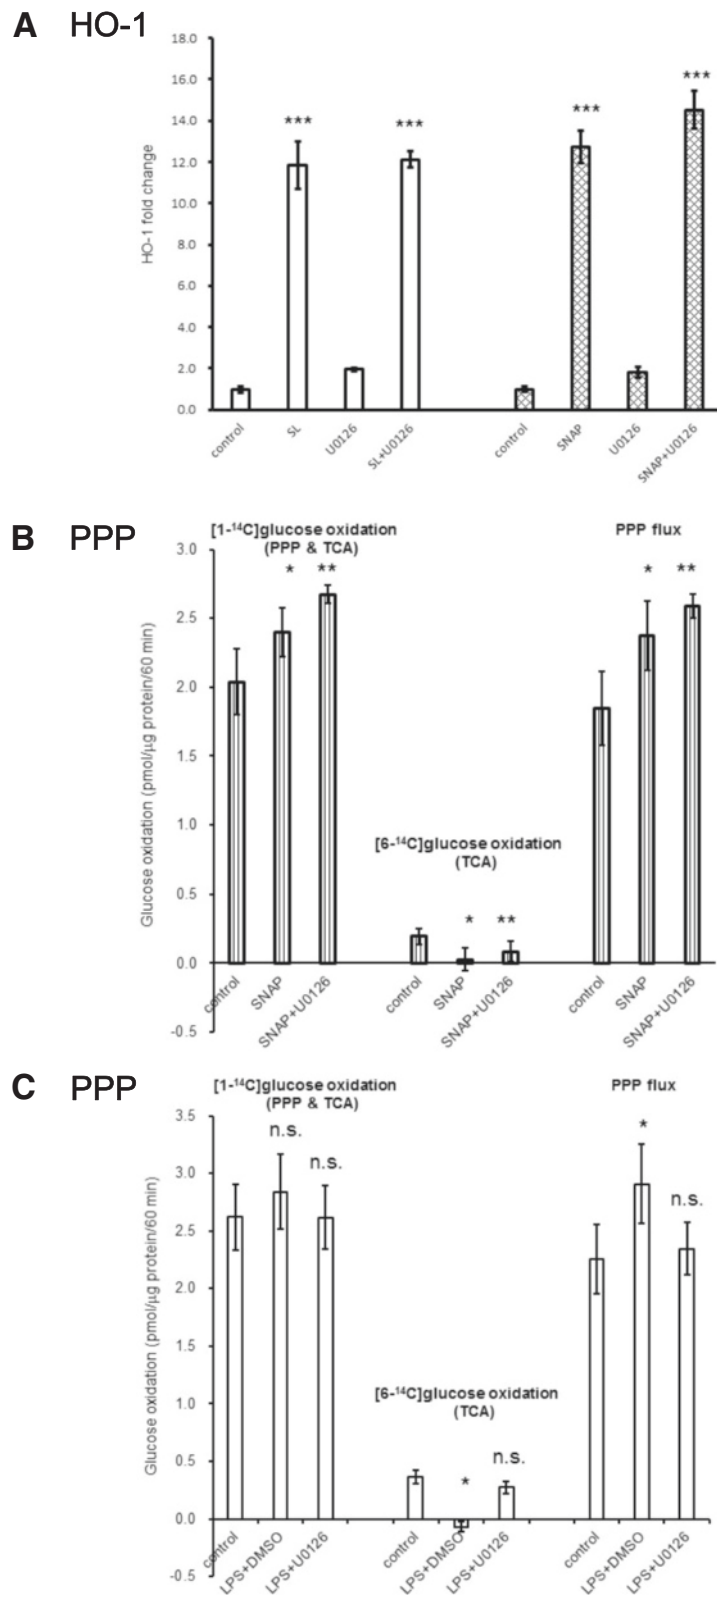 A HO-1
18.0
16.0
14.0
12.0
10.0
8.0
6.0
4.0
2.0
0.0
HO-1 fold change
***
***
***
***
control
SL
U0126
SL+U0126
control
SNAP
U0126
SNAP+U0126
B PPP
[1-¹⁴C]glucose oxidation
(PPP & TCA)
PPP flux
3.0
2.5
2.0
1.5
1.0
0.5
0.0
-0.5
Glucose oxidation (pmol/µg protein/60 min)
* **
* **
[6-¹⁴C]glucose oxidation
(TCA)
* **
control
SNAP
SNAP+U0126
control
SNAP
SNAP+U0126
control
SNAP
SNAP+U0126
C PPP
[1-¹⁴C]glucose oxidation
(PPP & TCA)
PPP flux
3.5
3.0
2.5
2.0
1.5
1.0
0.5
0.0
-0.5
Glucose oxidation (pmol/µg protein/60 min)
n.s.
n.s.
*
n.s.
[6-¹⁴C]glucose oxidation
(TCA)
*
n.s.
control
LPS+DMSO
LPS+U0126
control
LPS+DMSO
LPS+U0126
control
LPS+DMSO
LPS+U0126